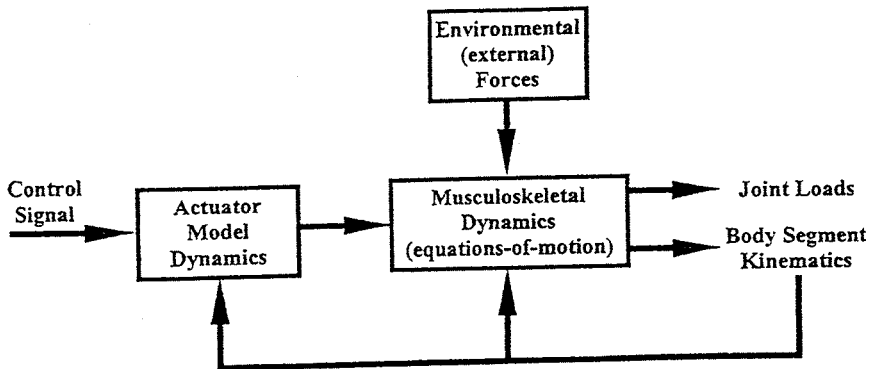 Environmental
(external)
Forces
Control
Signal
Actuator
Model
Dynamics
Musculoskeletal
Dynamics
(equations-of-motion)
Joint Loads
Body Segment
Kinematics